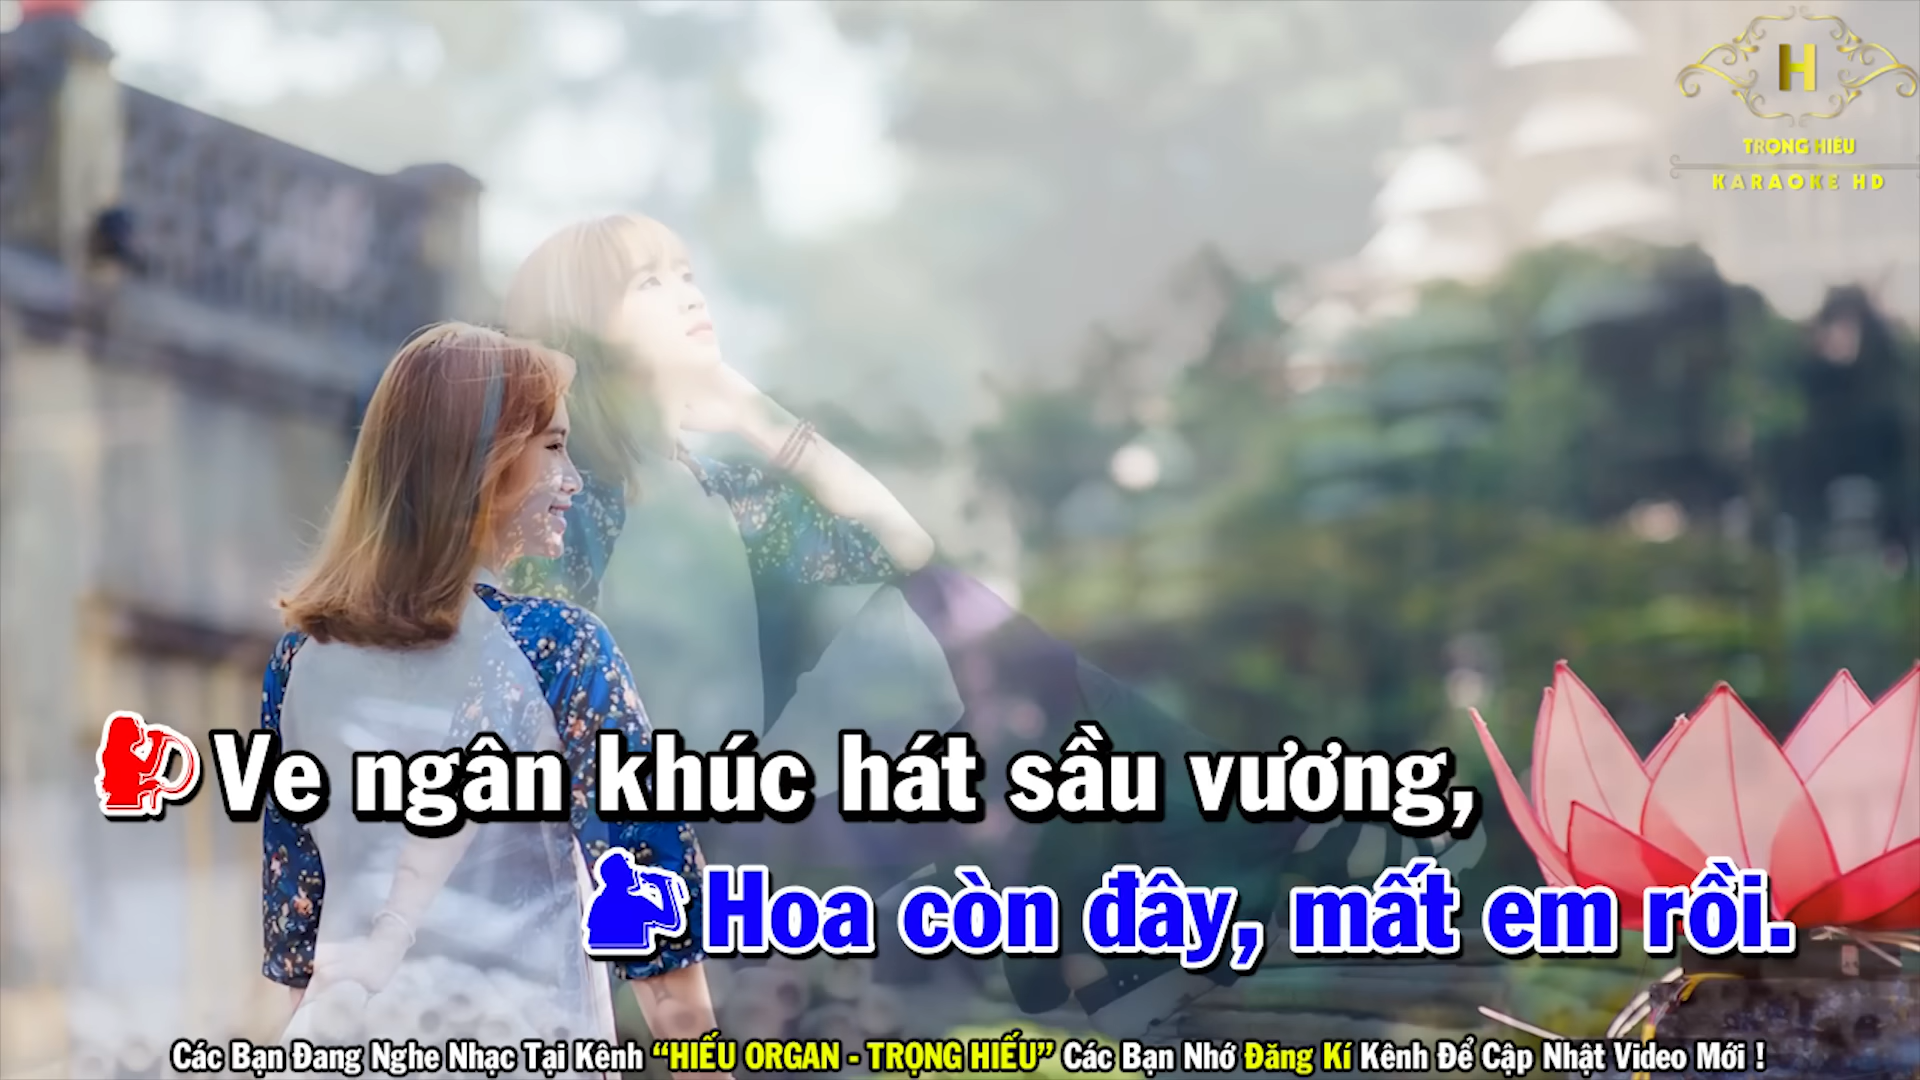 H
TRỌNG HIẾU
KARAOKE HD
Ve ngân khúc hát sầu vương,
Hoa còn đây, mất em rồi.
Các Bạn Đang Nghe Nhạc Tại Kênh “HIẾU ORGAN - TRỌNG HIẾU” Các Bạn Nhớ Đăng Kí Kênh Để Cập Nhật Video Mới !